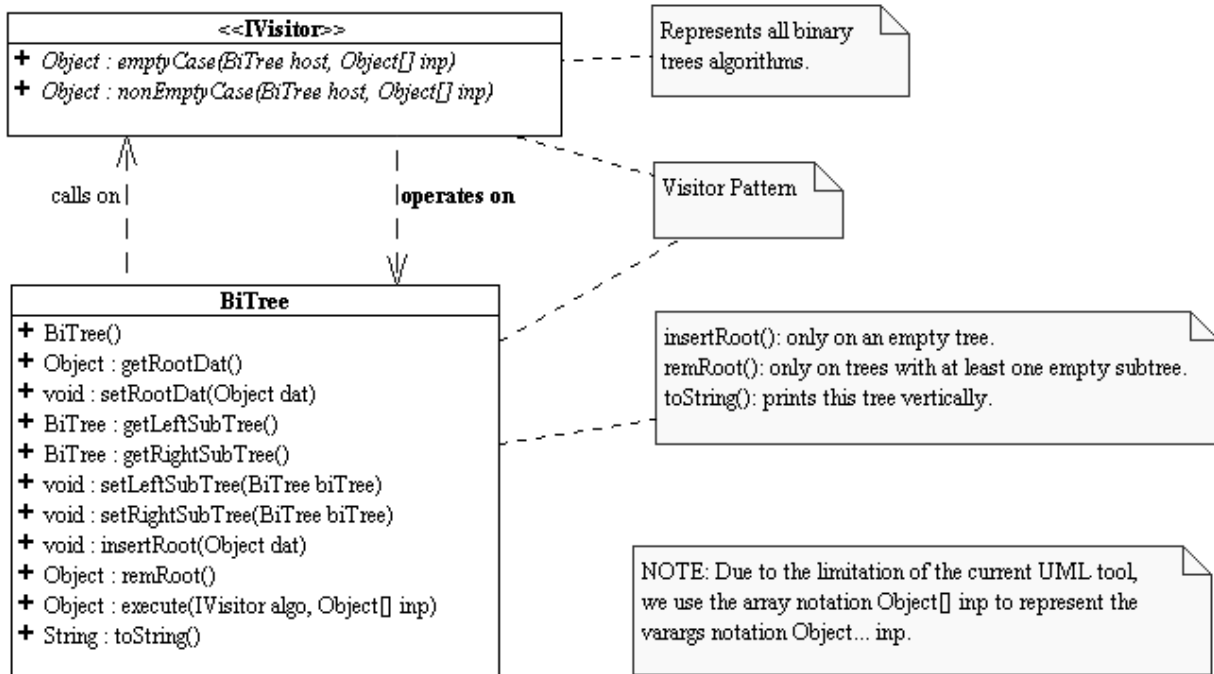 <<IVisitor>>
+ Object : emptyCase(BiTree host, Object[] inp)
+ Object : nonEmptyCase(BiTree host, Object[] inp)
Represents all binary
trees algorithms.
calls on
operates on
Visitor Pattern
BiTree
+ BiTree()
+ Object : getRootDat()
+ void : setRootDat(Object dat)
+ BiTree : getLeftSubTree()
+ BiTree : getRightSubTree()
+ void : setLeftSubTree(BiTree biTree)
+ void : setRightSubTree(BiTree biTree)
+ void : insertRoot(Object dat)
+ Object : remRoot()
+ Object : execute(IVisitor algo, Object[] inp)
+ String : toString()
insertRoot(): only on an empty tree.
remRoot(): only on trees with at least one empty subtree.
toString(): prints this tree vertically.
NOTE: Due to the limitation of the current UML tool,
we use the array notation Object[] inp to represent the
varargs notation Object... inp.